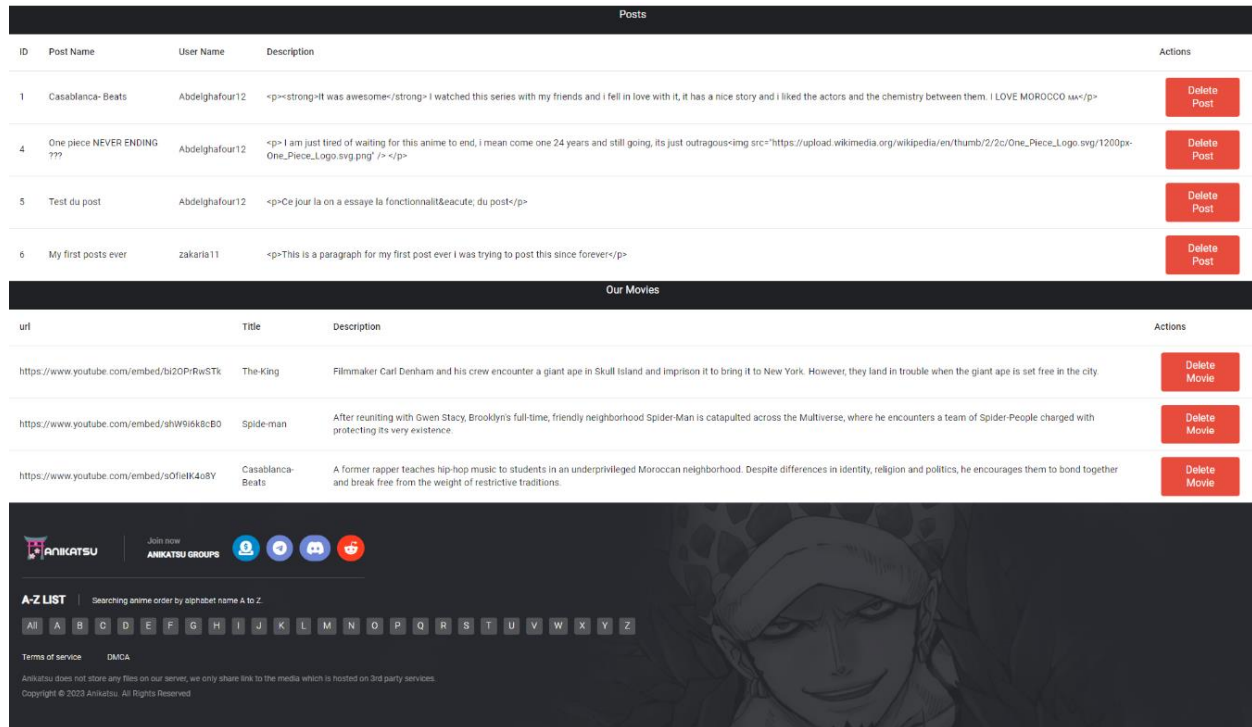 Posts
ID Post Name User Name Description Actions
1 Casablanca- Beats Abdelghafour12 <p><strong>It was awesome</strong> I watched this series with my friends and i fell in love with it, it has a nice story and i liked the actors and the chemistry between them. I LOVE MOROCCO 🇲🇦</p> Delete
Post
4 One piece NEVER ENDING Abdelghafour12 <p> I am just tired of waiting for this anime to end, i mean come one 24 years and still going, its just outragous<img src="https://upload.wikimedia.org/wikipedia/en/thumb/2/2c/One_Piece_Logo.svg/1200px- Delete
??? One_Piece_Logo.svg.png" /> </p> Post
5 Test du post Abdelghafour12 <p>Ce jour la on a essaye la fonctionnalit&eacute; du post</p> Delete
Post
6 My first posts ever zakaria11 <p>This is a paragraph for my first post ever i was trying to post this since forever</p> Delete
Post
Our Movies
url Title Description Actions
https://www.youtube.com/embed/bi2OPrRwSTk The-King Filmmaker Carl Denham and his crew encounter a giant ape in Skull Island and imprison it to bring it to New York. However, they land in trouble when the giant ape is set free in the city. Delete
Movie
https://www.youtube.com/embed/shW9i6k8cB0 Spide-man After reuniting with Gwen Stacy, Brooklyn's full-time, friendly neighborhood Spider-Man is catapulted across the Multiverse, where he encounters a team of Spider-People charged with Delete
protecting its very existence. Movie
https://www.youtube.com/embed/sOfieIK4o8Y Casablanca- A former rapper teaches hip-hop music to students in an underprivileged Moroccan neighborhood. Despite differences in identity, religion and politics, he encourages them to bond together Delete
Beats and break free from the weight of restrictive traditions. Movie
ANIKATSU
Join now
ANIKATSU GROUPS
A-Z LIST Searching anime order by alphabet name A to Z.
All A B C D E F G H I J K L M N O P Q R S T U V W X Y Z
Terms of service DMCA
Anikatsu does not store any files on our server, we only share link to the media which is hosted on 3rd party services.
Copyright © 2023 Anikatsu. All Rights Reserved